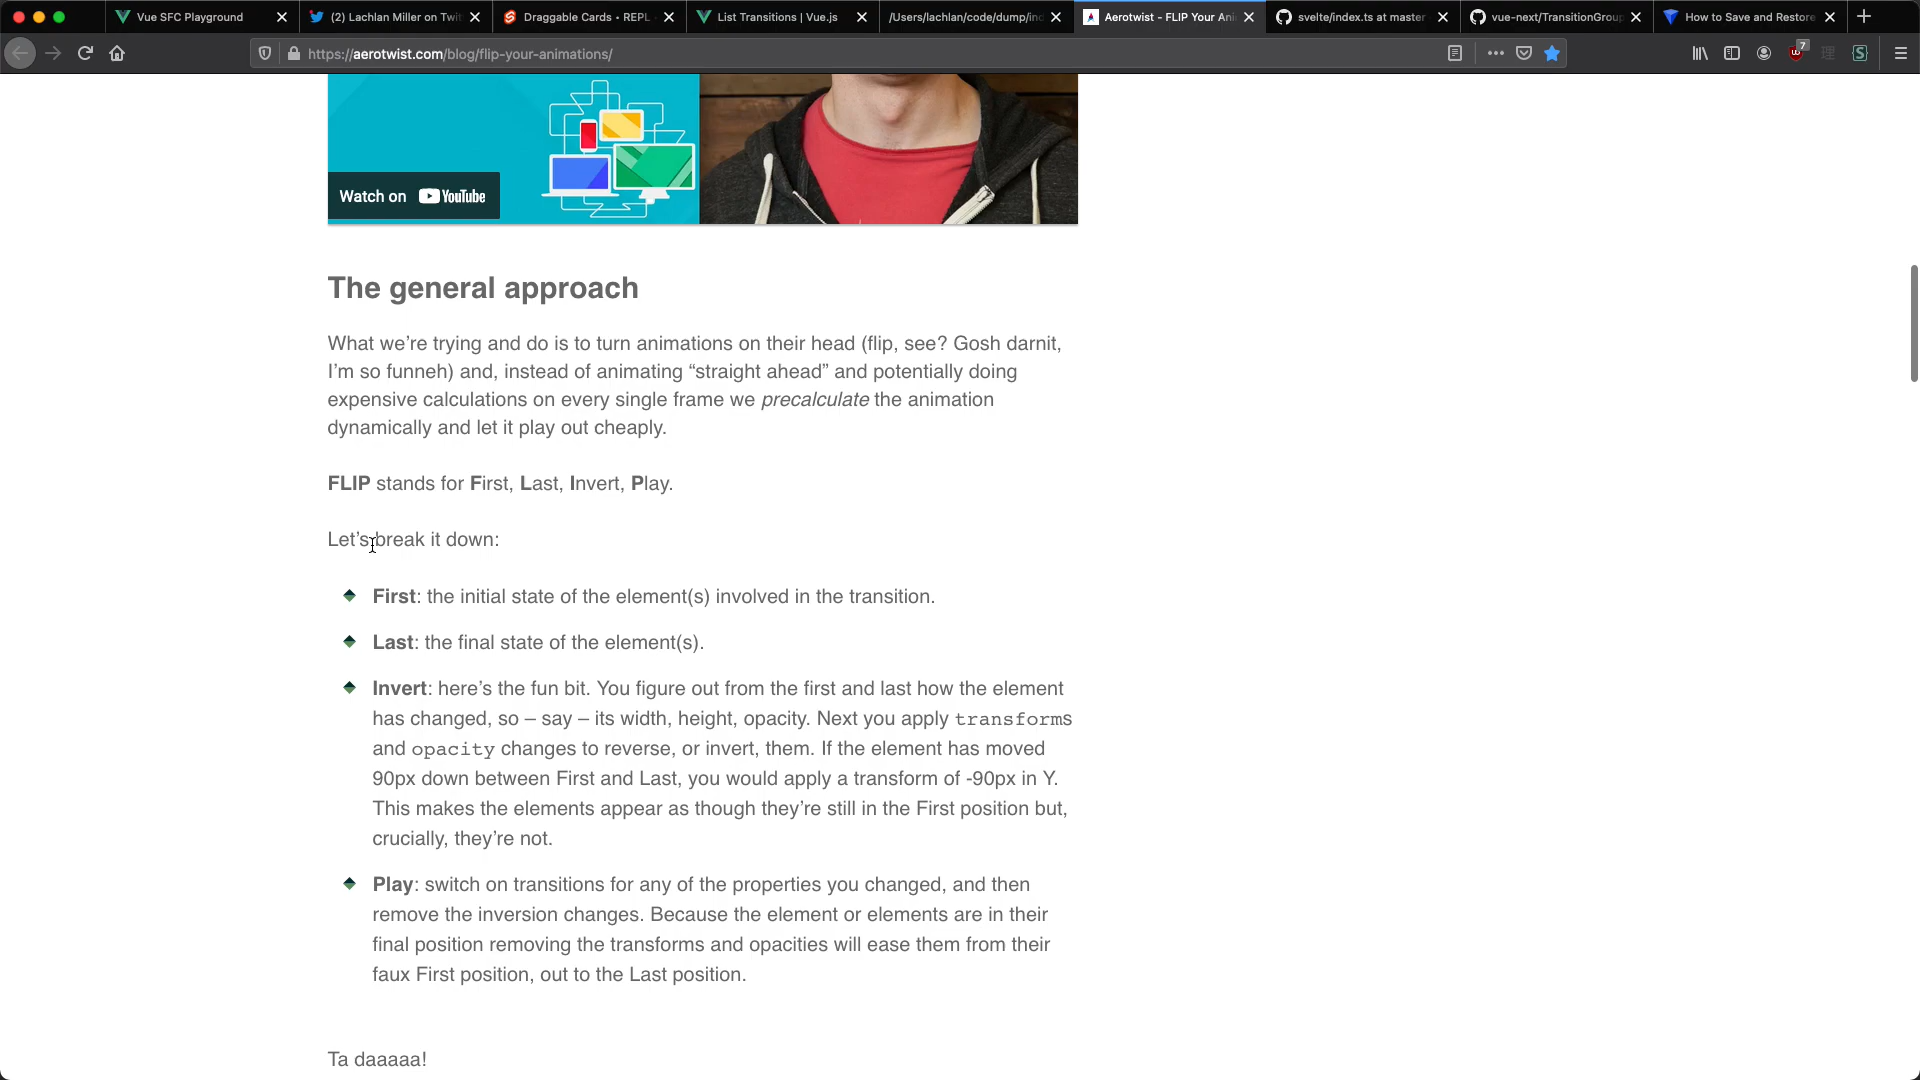 Vue SFC Playground
(2) Lachlan Miller on Twit
Draggable Cards • REPL
List Transitions | Vue.js
/Users/lachlan/code/dump/ind
Aerotwist - FLIP Your Ani
svelte/index.ts at master
vue-next/TransitionGroup
How to Save and Restore
https://aerotwist.com/blog/flip-your-animations/
7
Watch on YouTube
The general approach
What we’re trying and do is to turn animations on their head (flip, see? Gosh darnit,
I’m so funneh) and, instead of animating “straight ahead” and potentially doing
expensive calculations on every single frame we precalculate the animation
dynamically and let it play out cheaply.
FLIP stands for First, Last, Invert, Play.
Let’s break it down:
First: the initial state of the element(s) involved in the transition.
Last: the final state of the element(s).
Invert: here’s the fun bit. You figure out from the first and last how the element
has changed, so – say – its width, height, opacity. Next you apply transforms
and opacity changes to reverse, or invert, them. If the element has moved
90px down between First and Last, you would apply a transform of -90px in Y.
This makes the elements appear as though they’re still in the First position but,
crucially, they’re not.
Play: switch on transitions for any of the properties you changed, and then
remove the inversion changes. Because the element or elements are in their
final position removing the transforms and opacities will ease them from their
faux First position, out to the Last position.
Ta daaaaa!